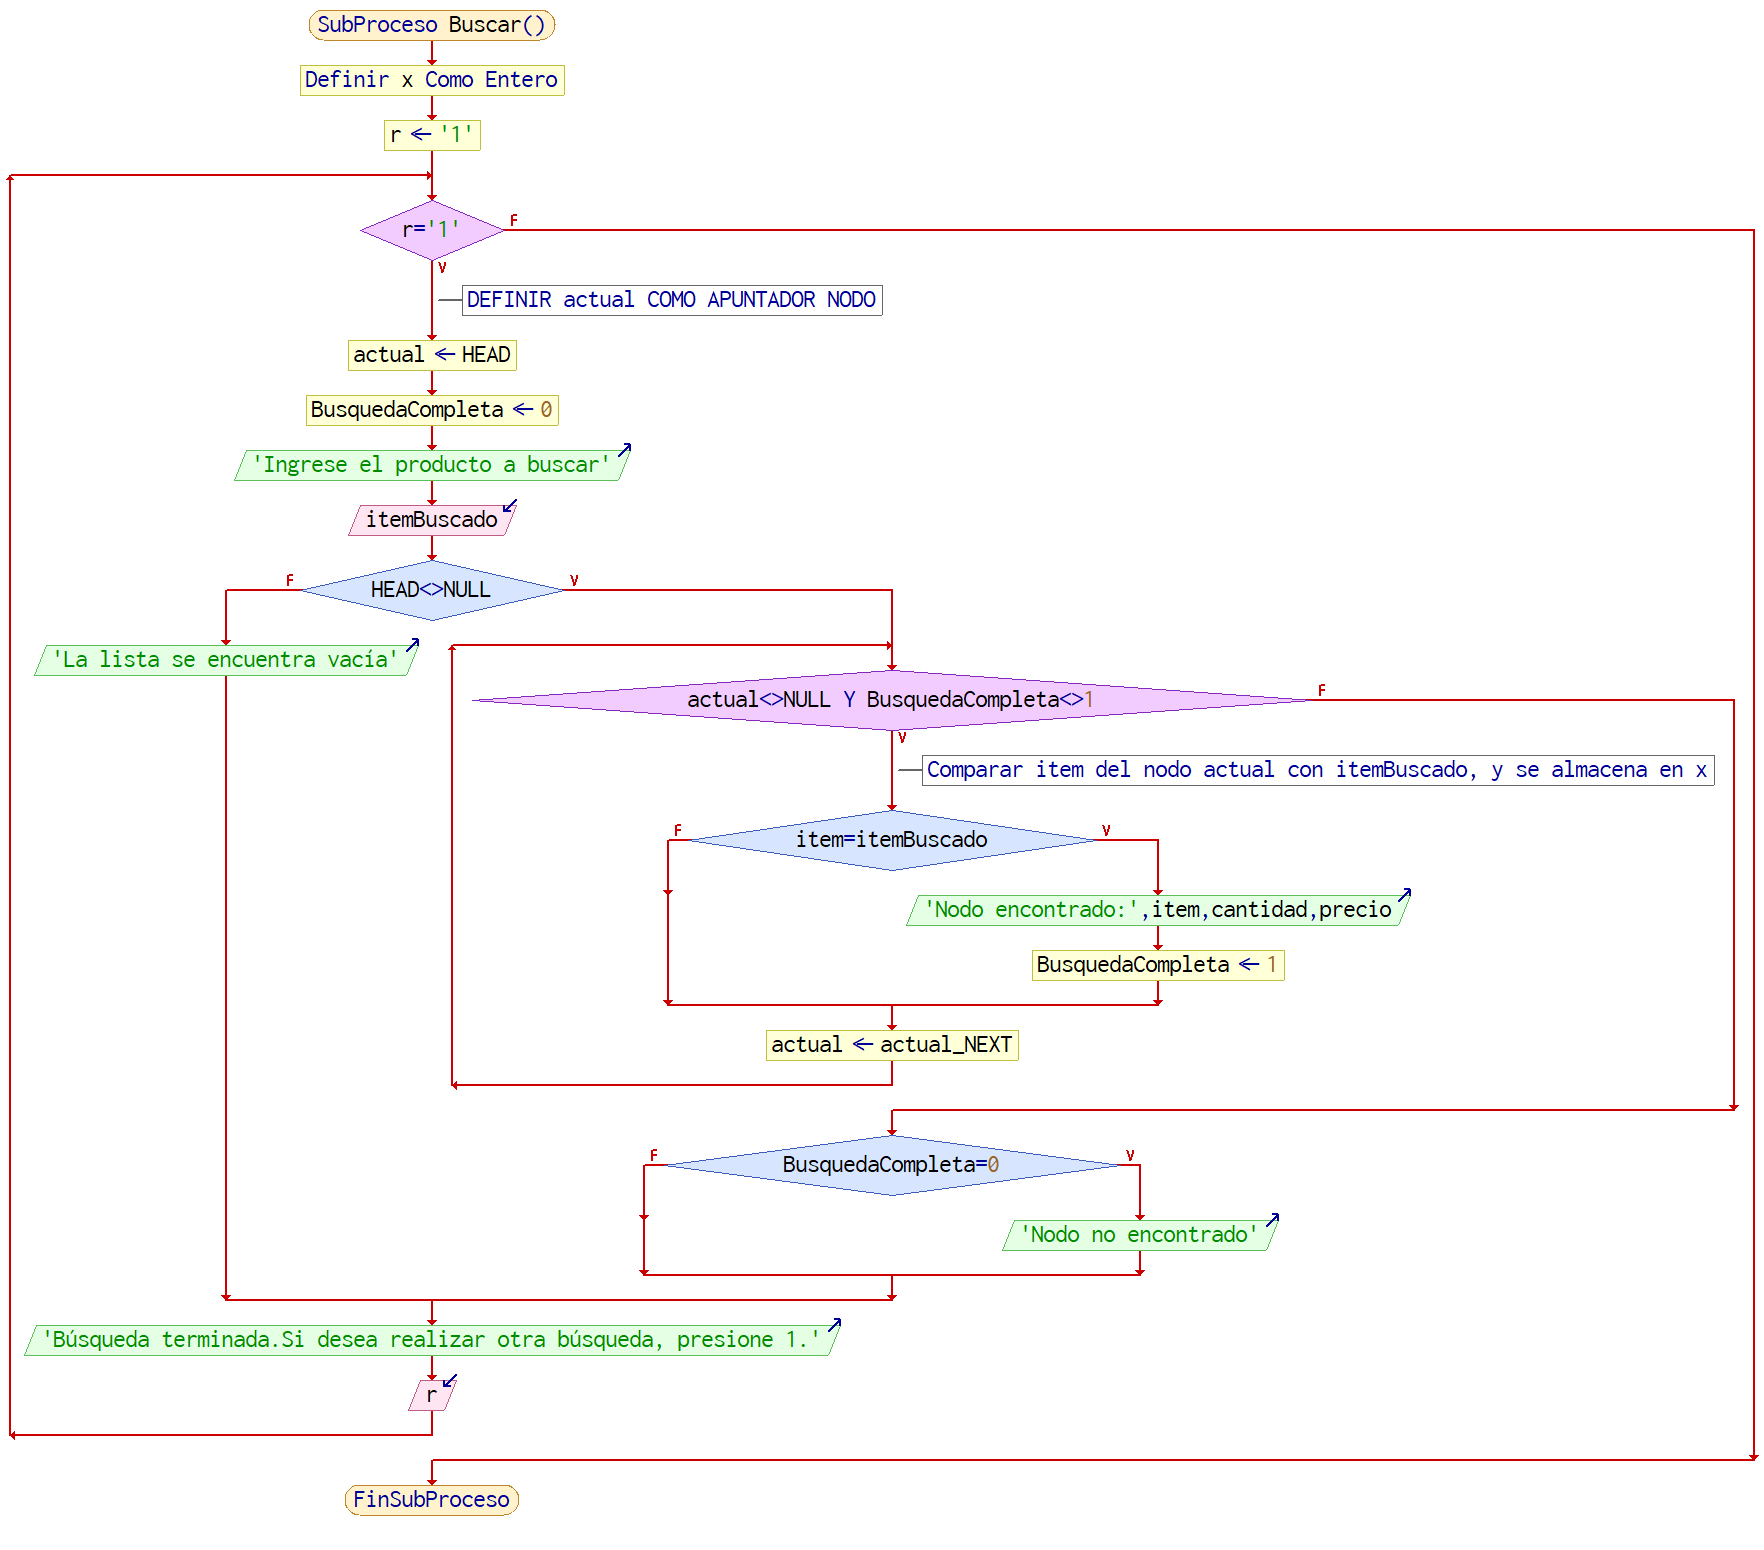 SubProceso Buscar()
Definir x Como Entero
r ← '1'
r='1'
F
V
DEFINIR actual COMO APUNTADOR NODO
actual ← HEAD
BusquedaCompleta ← 0
'Ingrese el producto a buscar'
itemBuscado
F
HEAD<>NULL
V
'La lista se encuentra vacía'
actual<>NULL Y BusquedaCompleta<>1
F
V
Comparar item del nodo actual con itemBuscado, y se almacena en x
F
item=itemBuscado
V
'Nodo encontrado:',item,cantidad,precio
BusquedaCompleta ← 1
actual ← actual_NEXT
F
BusquedaCompleta=0
V
'Nodo no encontrado'
'Búsqueda terminada.Si desea realizar otra búsqueda, presione 1.'
r
FinSubProceso